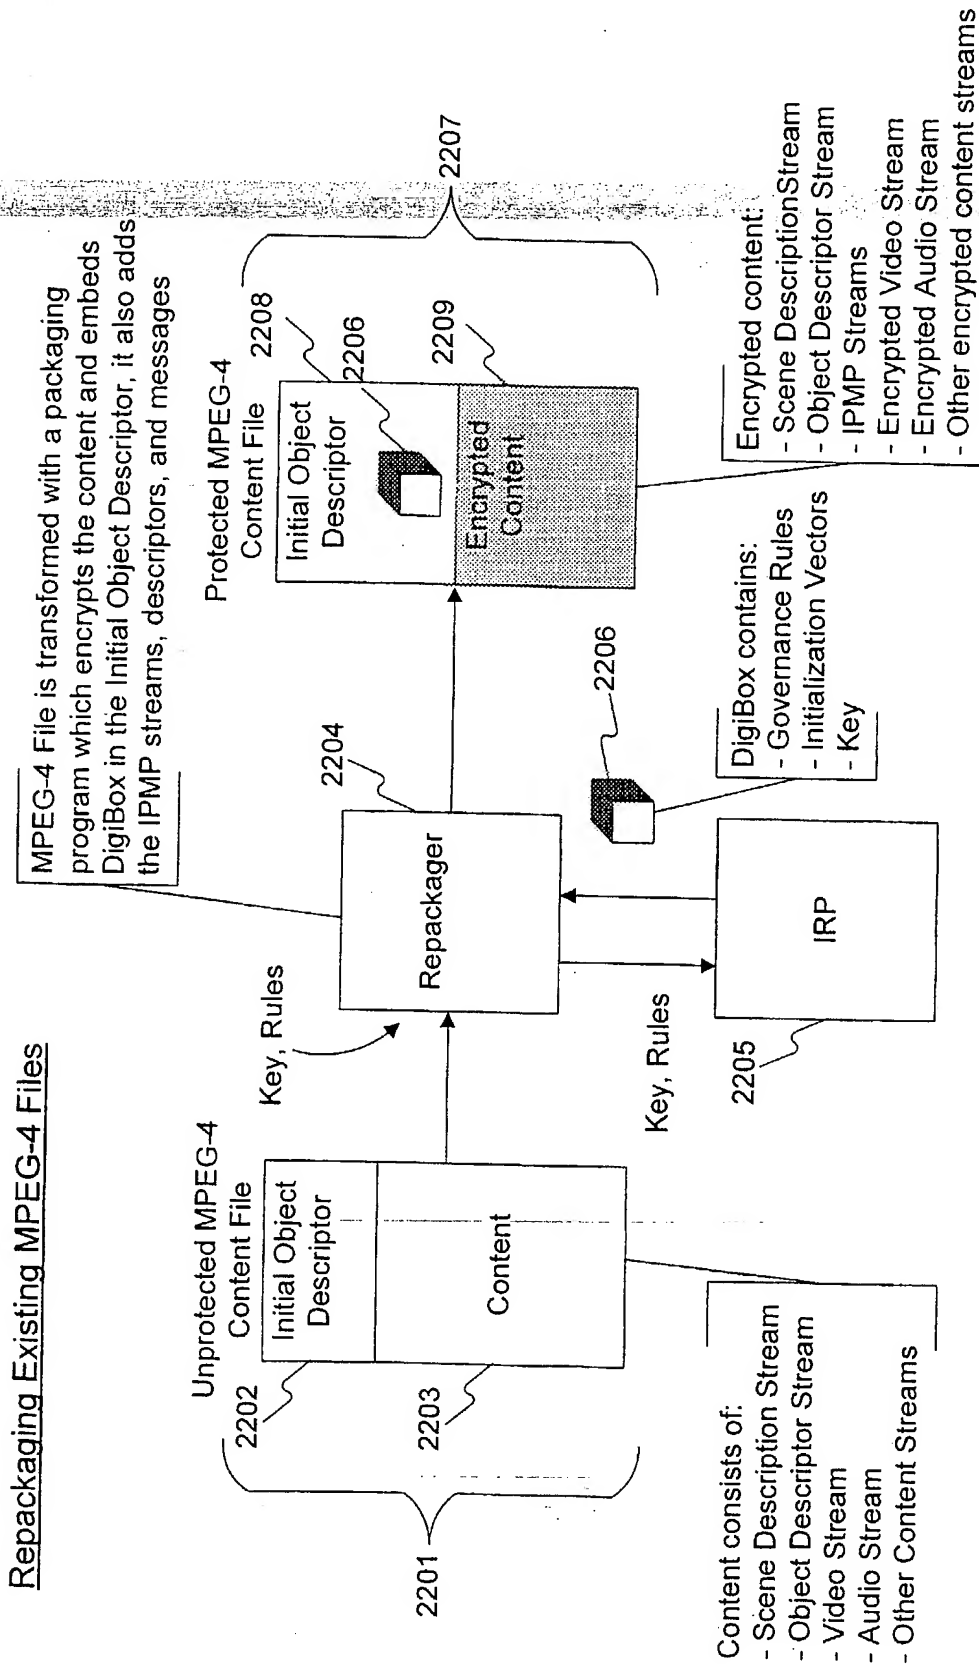 Repackaging Existing MPEG-4 Files
MPEG-4 File is transformed with a packaging
program which encrypts the content and embeds
DigiBox in the Initial Object Descriptor, it also adds
the IPMP streams, descriptors, and messages
Unprotected MPEG-4
Content File
Initial Object
Descriptor
Content
2202
2203
2201
Content consists of:
- Scene Description Stream
- Object Descriptor Stream
- Video Stream
- Audio Stream
- Other Content Streams
Key, Rules
2204
Repackager
Key, Rules
2205
IRP
2206
DigiBox contains:
- Governance Rules
- Initialization Vectors
- Key
Protected MPEG-4
Content File
Initial Object
Descriptor
Encrypted
Content
2208
2206
2209
2207
Encrypted content:
- Scene DescriptionStream
- Object Descriptor Stream
- IPMP Streams
- Encrypted Video Stream
- Encrypted Audio Stream
- Other encrypted content streams